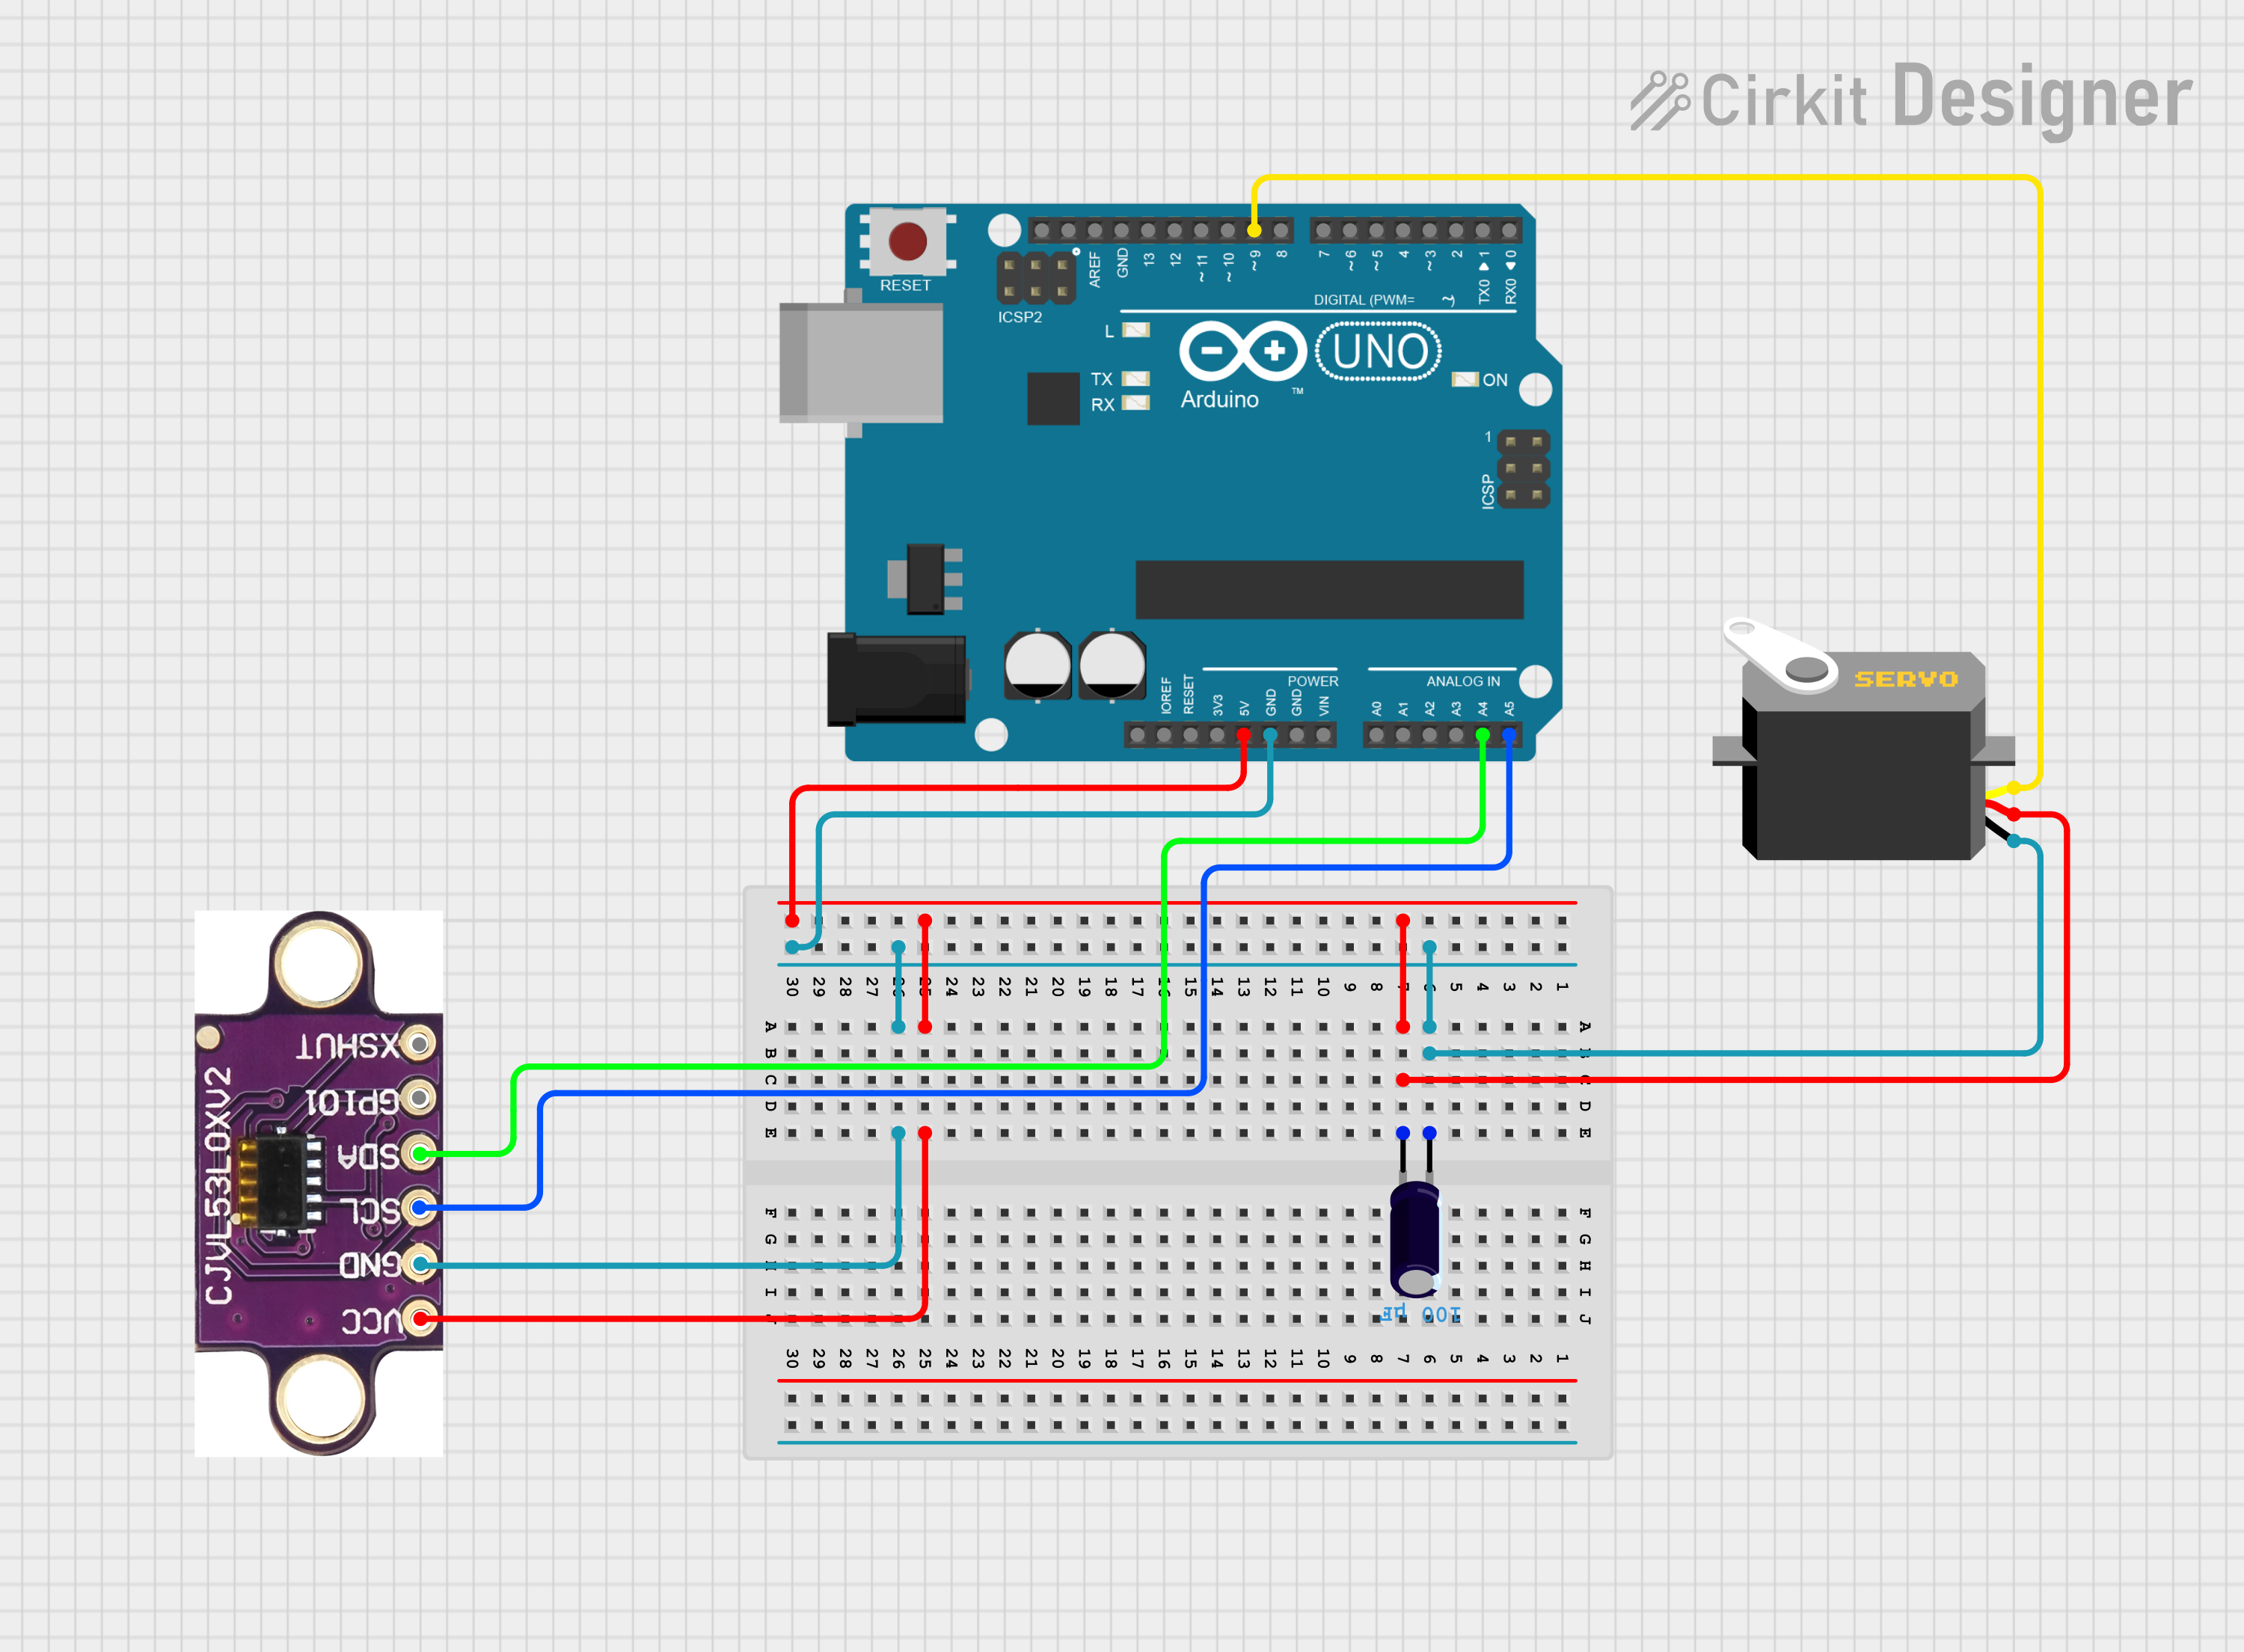 Cirkit Designer
RESET
ICSP2
AREF
GND
13
12
~11
~10
~9
8
7
~6
~5
4
~3
2
TX0 ▶ 1
RX0 ◀ 0
DIGITAL (PWM= ~)
L
TX
RX
UNO
Arduino ™
ON
1
ICSP
POWER
ANALOG IN
IOREF
RESET
3V3
5V
GND
GND
VIN
A0
A1
A2
A3
A4
A5
SERVO
XSHUT
GPIO1
SDA
SCL
GND
VCC
CJVL53L0XV2
30 29 28 27 26 25 24 23 22 21 20 19 18 17 16 15 14 13 12 11 10 9 8 7 6 5 4 3 2 1
A A
B B
C C
D D
E E
F F
G G
H H
I I
J J
100 µF
30 29 28 27 26 25 24 23 22 21 20 19 18 17 16 15 14 13 12 11 10 9 8 7 6 5 4 3 2 1